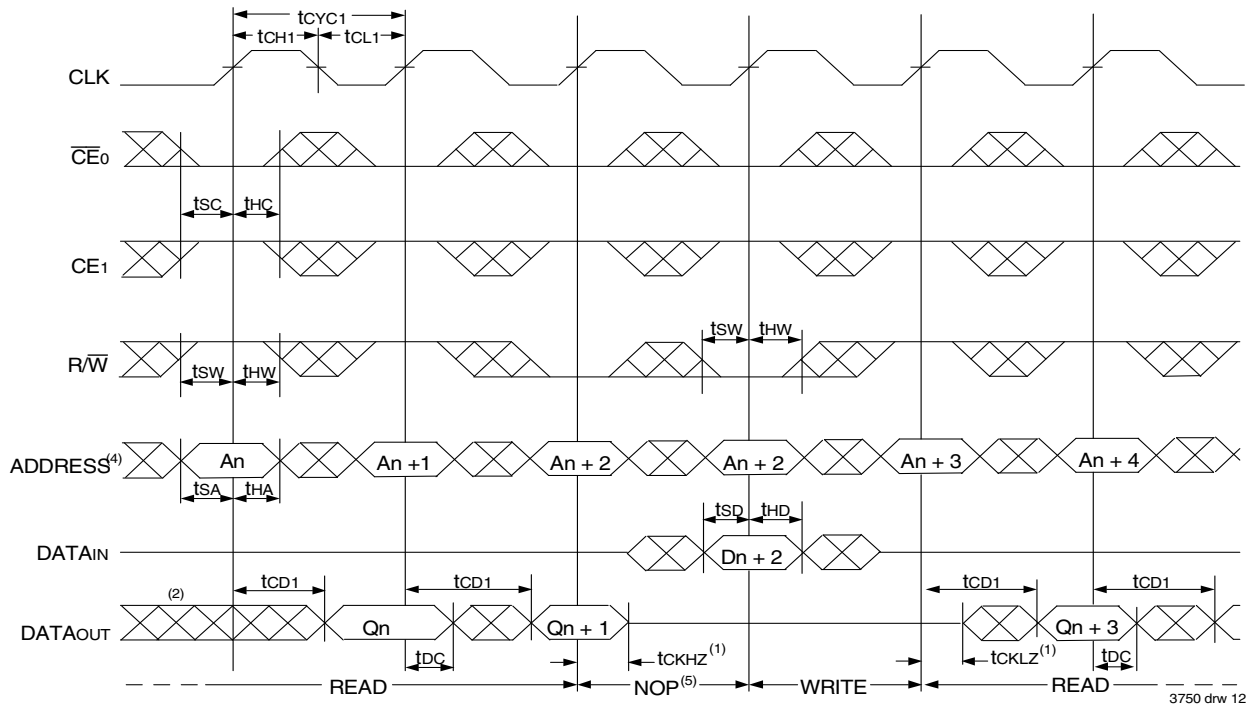 tCYC1
tCH1 tCL1
CLK
CE0
tSC tHC
CE1
tSW tHW
R/W
tSW tHW
ADDRESS(4) An An +1 An + 2 An + 2 An + 3 An + 4
tSA tHA
tSD tHD
DATAIN Dn + 2
(2) tCD1 tCD1 tCD1 tCD1
DATAOUT Qn Qn + 1 Qn + 3
tDC tCKHZ(1) tCKLZ(1) tDC
READ NOP(5) WRITE READ
3750 drw 12